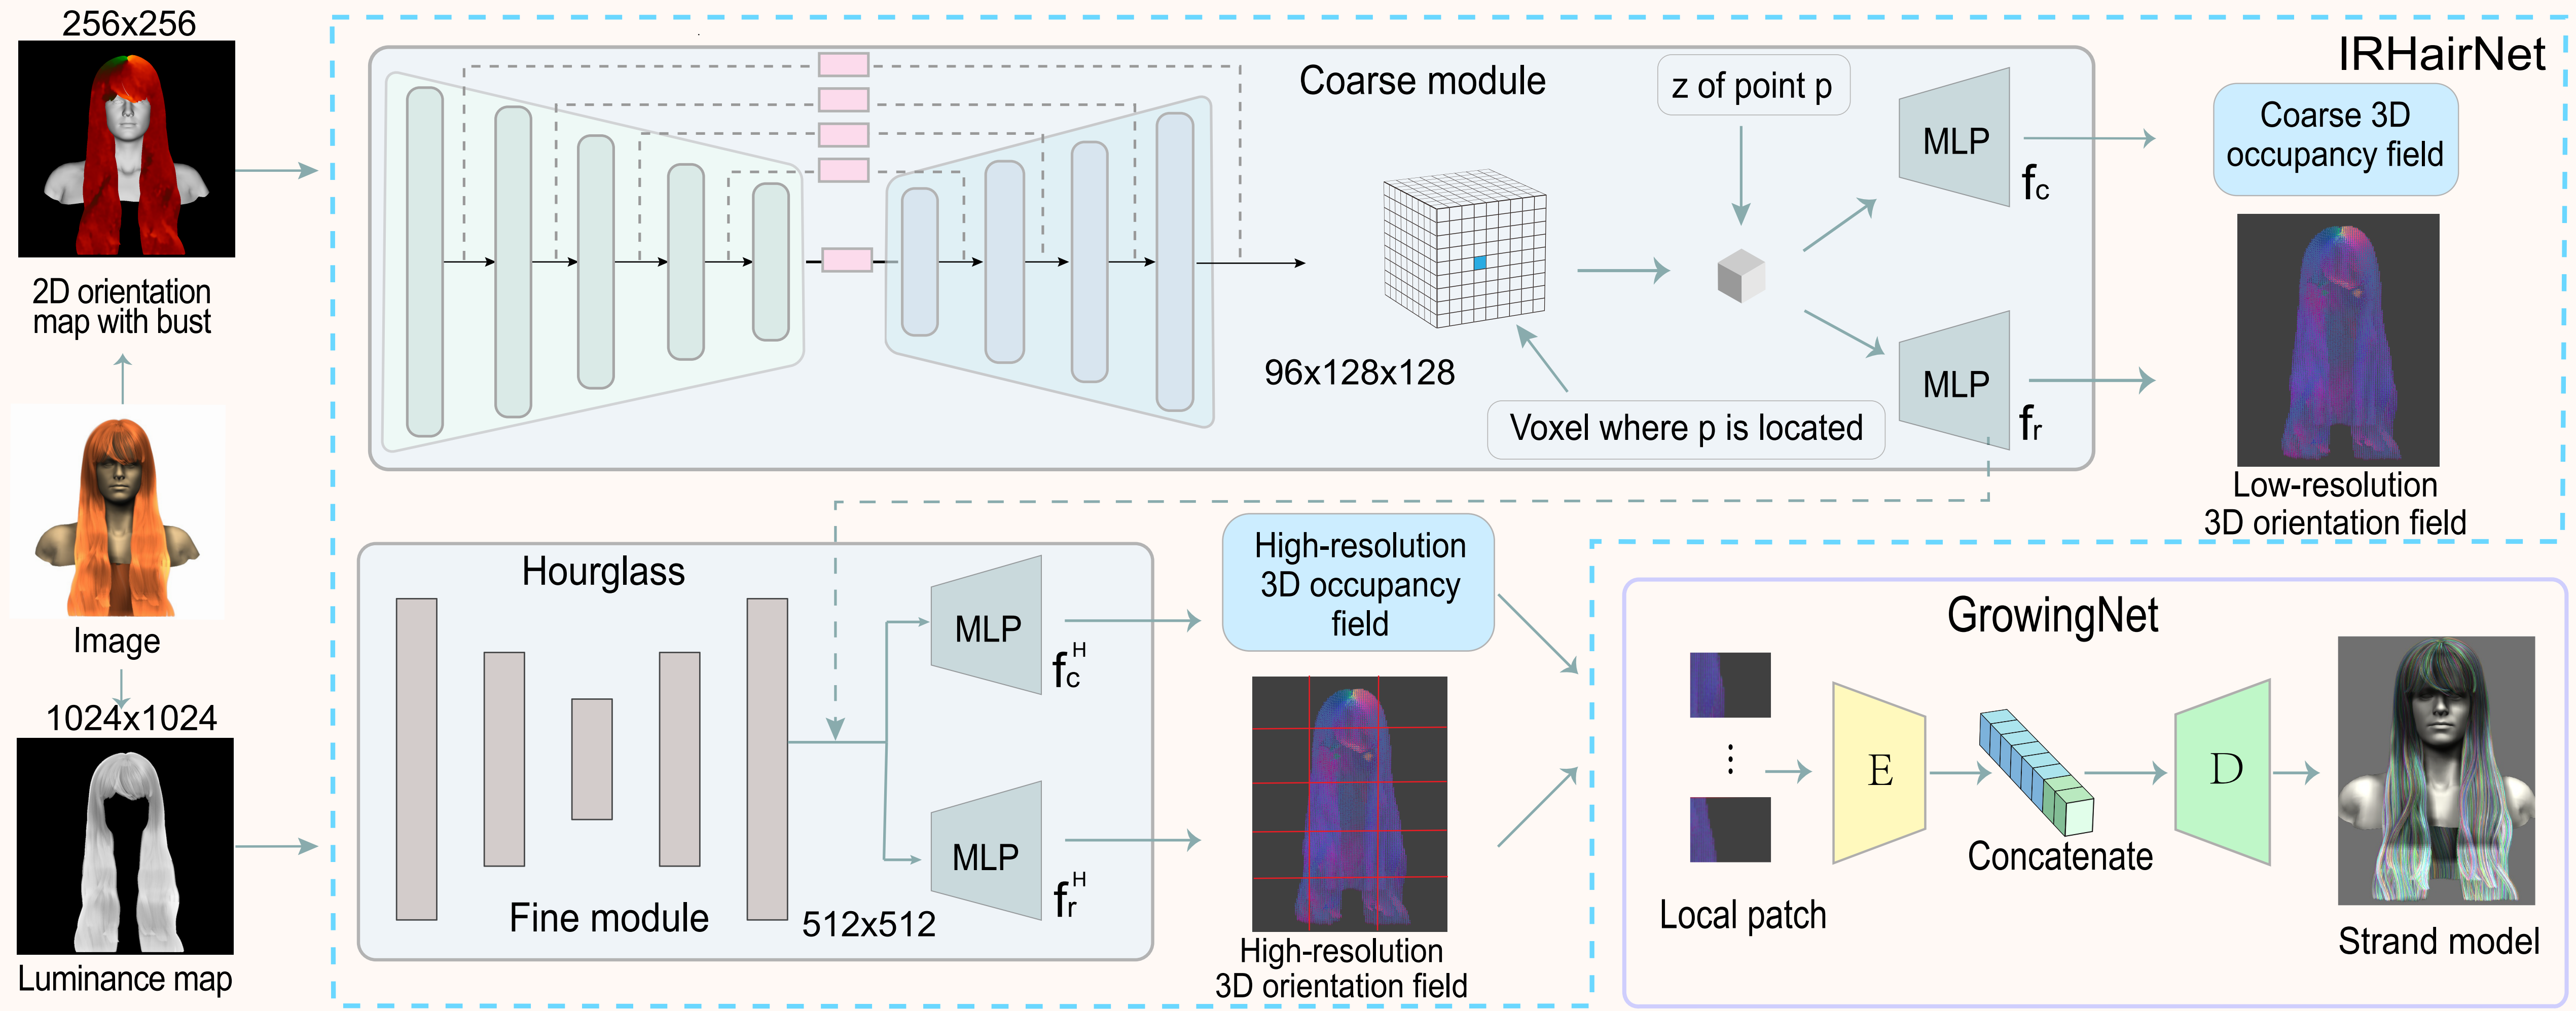 256x256
2D orientation
map with bust
Image
1024x1024
Luminance map
IRHairNet
Coarse module
z of point p
MLP
fc
Coarse 3D
occupancy field
96x128x128
Voxel where p is located
MLP
fr
Low-resolution
3D orientation field
Hourglass
Fine module
512x512
MLP
fcH
MLP
frH
High-resolution
3D occupancy
field
High-resolution
3D orientation field
GrowingNet
Local patch
E
Concatenate
D
Strand model